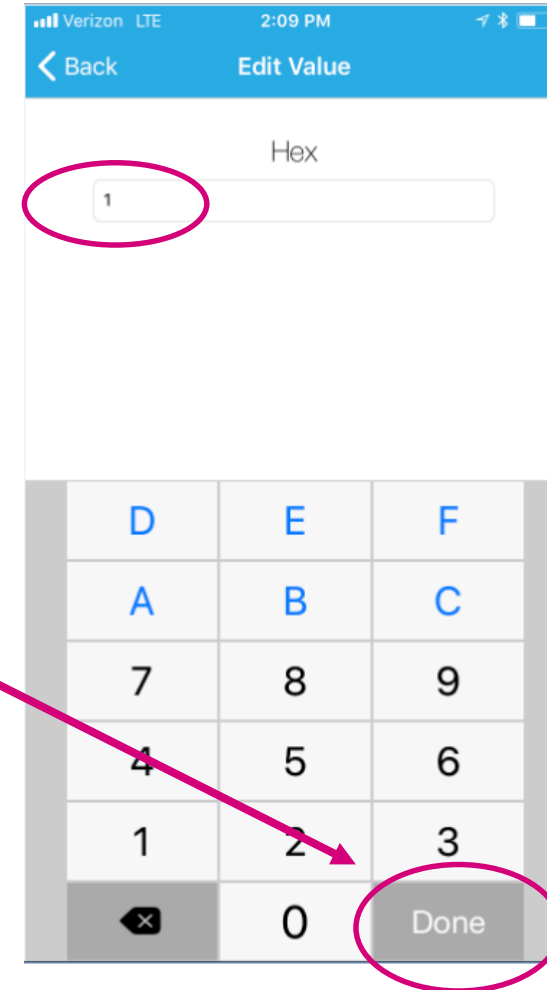 Verizon LTE 2:09 PM
Back Edit Value
Hex
1
D E F
A B C
7 8 9
4 5 6
1 2 3
0 Done